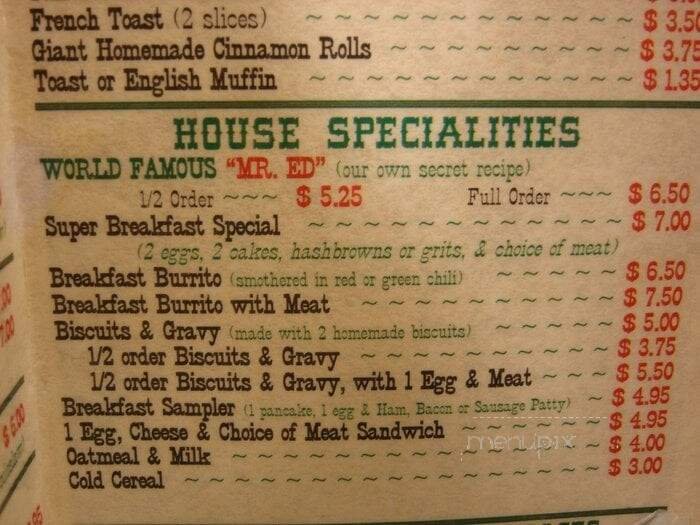 French Toast (2 slices) ~ ~ ~ ~ ~ ~ ~ ~ ~ ~ ~ $ 3.50
Giant Homemade Cinnamon Rolls ~ ~ ~ ~ ~ ~ ~ ~ $ 3.75
Toast or English Muffin ~ ~ ~ ~ ~ ~ ~ ~ ~ ~ ~ $ 1.35
HOUSE SPECIALITIES
WORLD FAMOUS "MR. ED" (our own secret recipe)
1/2 Order ~ ~ ~ $ 5.25 Full Order ~ ~ ~ $ 6.50
Super Breakfast Special ~ ~ ~ ~ ~ ~ ~ ~ ~ ~ ~ $ 7.00
(2 eggs, 2 cakes, hashbrowns or grits, & choice of meat)
Breakfast Burrito (smothered in red or green chili) ~ ~ ~ ~ ~ $ 6.50
Breakfast Burrito with Meat ~ ~ ~ ~ ~ ~ ~ ~ $ 7.50
Biscuits & Gravy (made with 2 homemade biscuits) ~ ~ ~ ~ ~ $ 5.00
1/2 order Biscuits & Gravy ~ ~ ~ ~ ~ ~ ~ ~ $ 3.75
1/2 order Biscuits & Gravy, with 1 Egg & Meat ~ ~ ~ $ 5.50
Breakfast Sampler (1 pancake, 1 egg & Ham, Bacon or Sausage Patty) ~ ~ $ 4.95
1 Egg, Cheese & Choice of Meat Sandwich ~ ~ ~ ~ ~ ~ $ 4.95
Oatmeal & Milk ~ ~ ~ ~ ~ ~ ~ ~ ~ ~ ~ ~ ~ ~ $ 4.00
Cold Cereal ~ ~ ~ ~ ~ ~ ~ ~ ~ ~ ~ ~ ~ ~ ~ ~ $ 3.00
menupix
$ 6.80